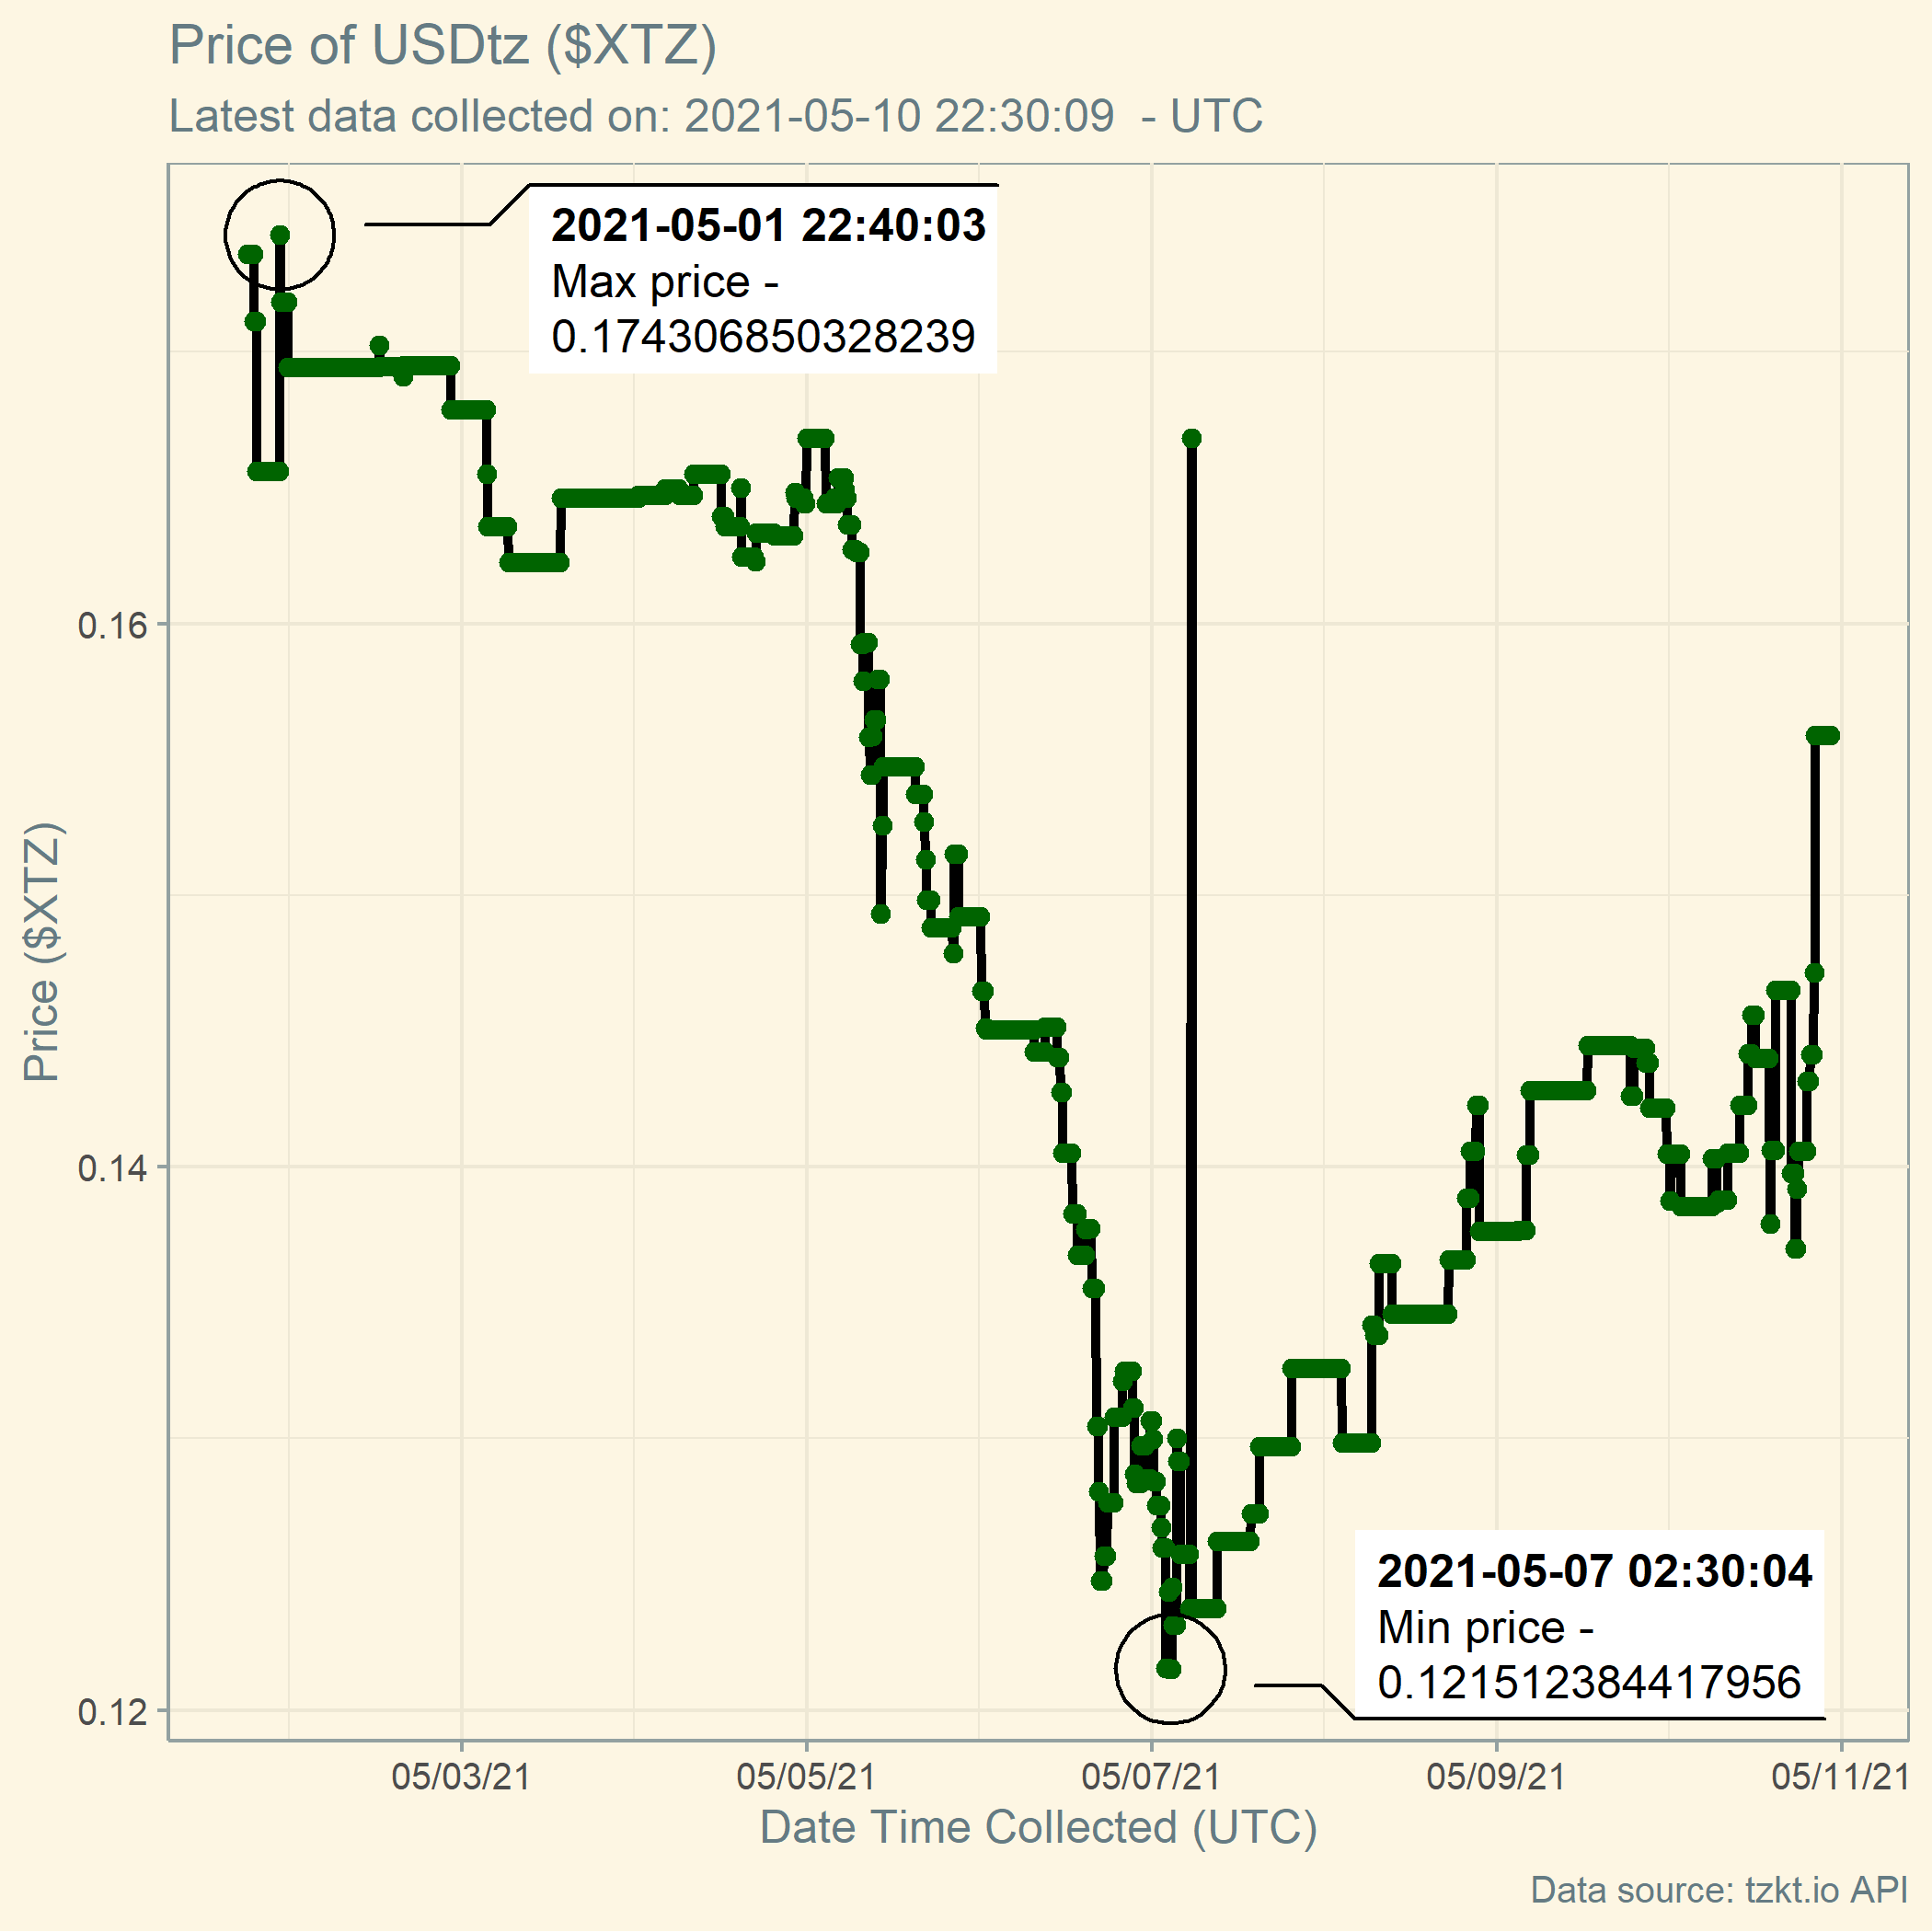 Price of USDtz ($XTZ)
Latest data collected on: 2021-05-10 22:30:09  - UTC
2021-05-01 22:40:03
Max price -
0.174306850328239
0.16
0.14
0.12
Price ($XTZ)
2021-05-07 02:30:04
Min price -
0.121512384417956
05/03/21
05/05/21
05/07/21
05/09/21
05/11/21
Date Time Collected (UTC)
Data source: tzkt.io API